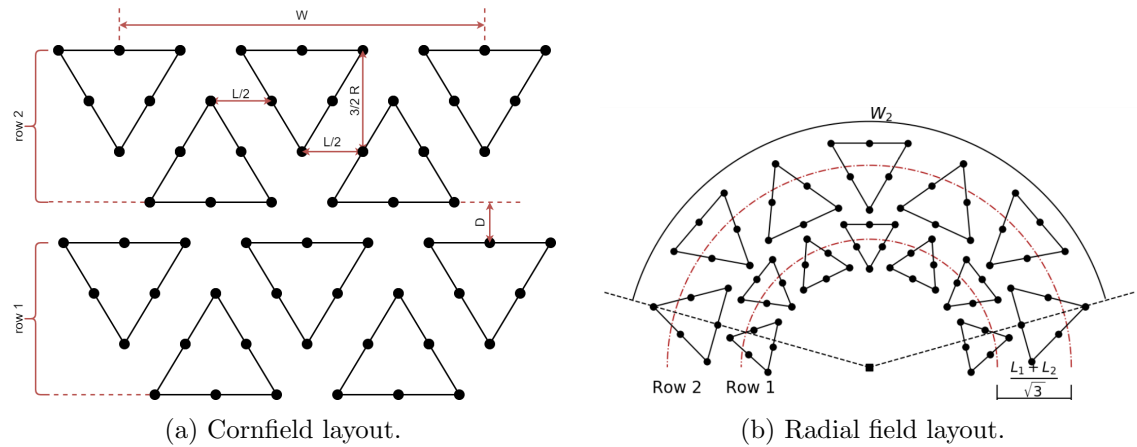 W
row 2
L/2
3/2 R
L/2
D
row 1
(a) Cornfield layout.
W₂
Row 2
Row 1
L₁ + L₂
√3
(b) Radial field layout.